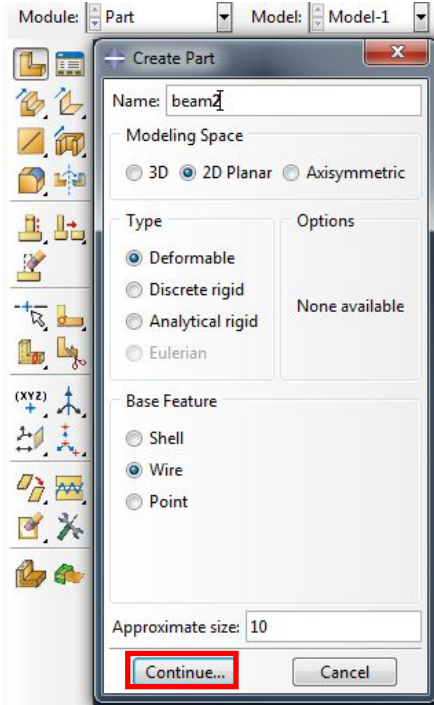 Module: Part Model: Model-1
Create Part
Name: beam2
Modeling Space
3D 2D Planar Axisymmetric
Type Options
Deformable
Discrete rigid
Analytical rigid
Eulerian
None available
Base Feature
Shell
Wire
Point
Approximate size: 10
Continue... Cancel
(XYZ)